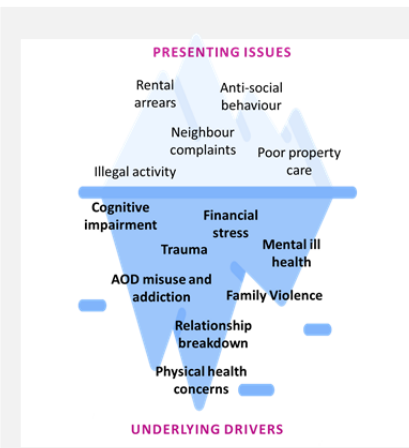 PRESENTING ISSUES
Rental
arrears
Anti-social
behaviour
Neighbour
complaints
Poor property
care
Illegal activity
Cognitive
impairment
Financial
stress
Trauma
Mental ill
health
AOD misuse and
addiction
Family Violence
Relationship
breakdown
Physical health
concerns
UNDERLYING DRIVERS